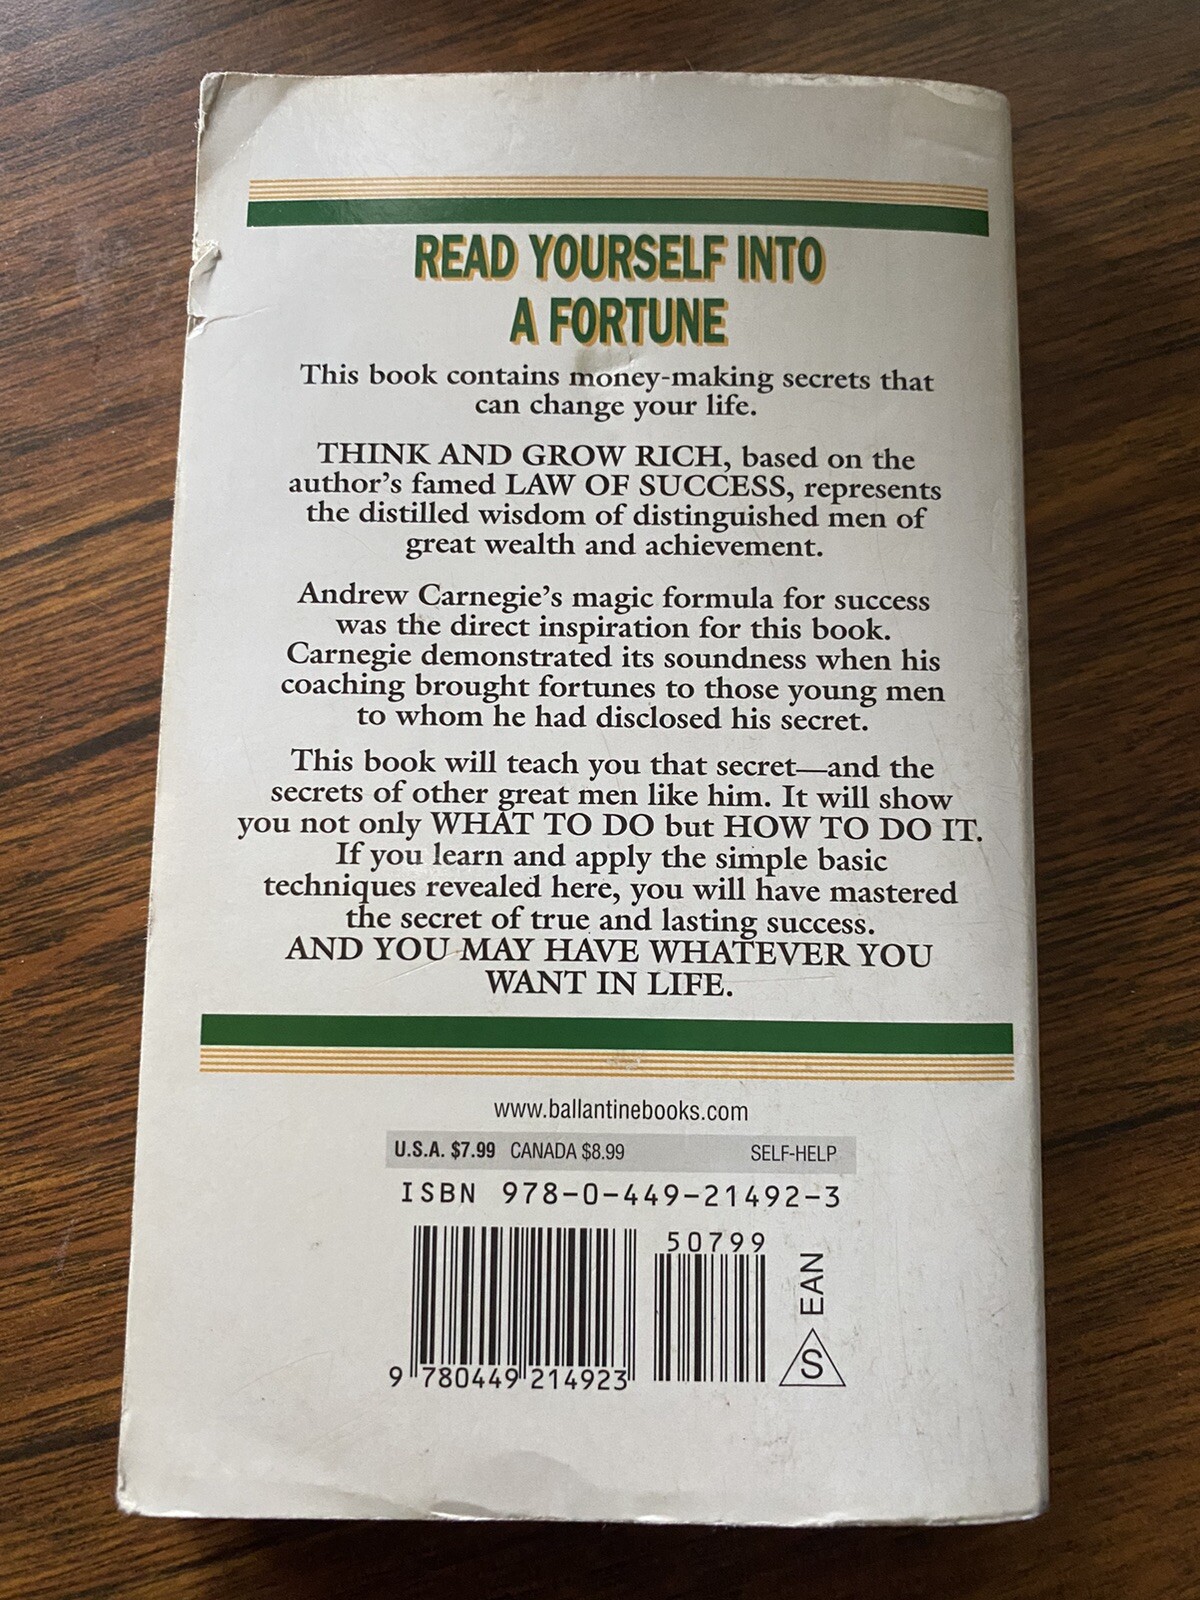 READ YOURSELF INTO
A FORTUNE
This book contains money-making secrets that
can change your life.
THINK AND GROW RICH, based on the
author's famed LAW OF SUCCESS, represents
the distilled wisdom of distinguished men of
great wealth and achievement.
Andrew Carnegie's magic formula for success
was the direct inspiration for this book.
Carnegie demonstrated its soundness when his
coaching brought fortunes to those young men
to whom he had disclosed his secret.
This book will teach you that secret—and the
secrets of other great men like him. It will show
you not only WHAT TO DO but HOW TO DO IT.
If you learn and apply the simple basic
techniques revealed here, you will have mastered
the secret of true and lasting success.
AND YOU MAY HAVE WHATEVER YOU
WANT IN LIFE.
www.ballantinebooks.com
U.S.A. $7.99 CANADA $8.99 SELF-HELP
ISBN 978-0-449-21492-3
50799
EAN
S
9 780449 214923